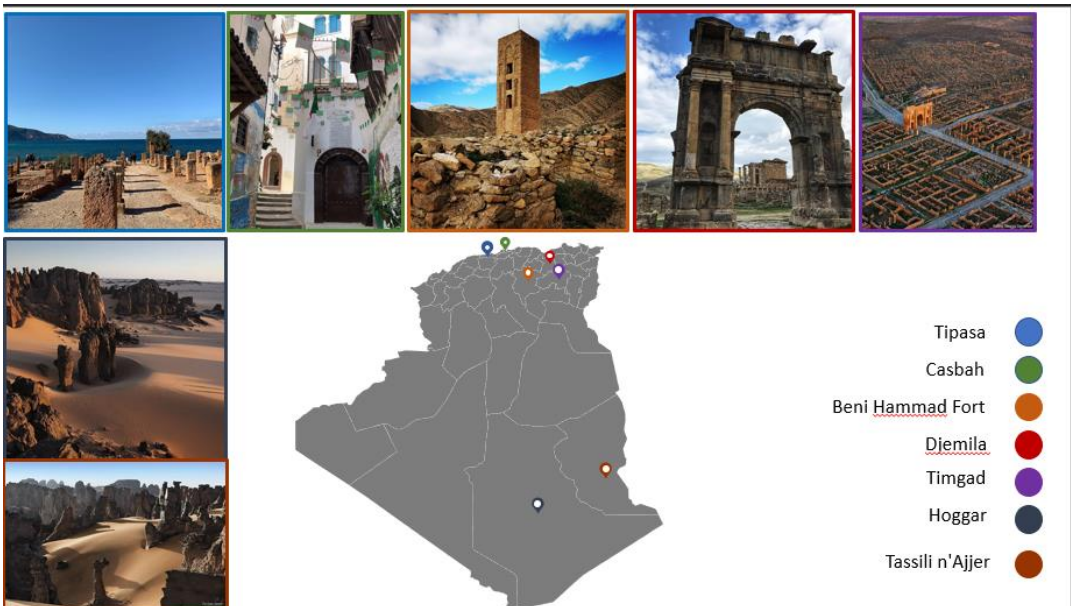 Tipasa
Casbah
Beni Hammad Fort
Djemila
Timgad
Hoggar
Tassili n'Ajjer